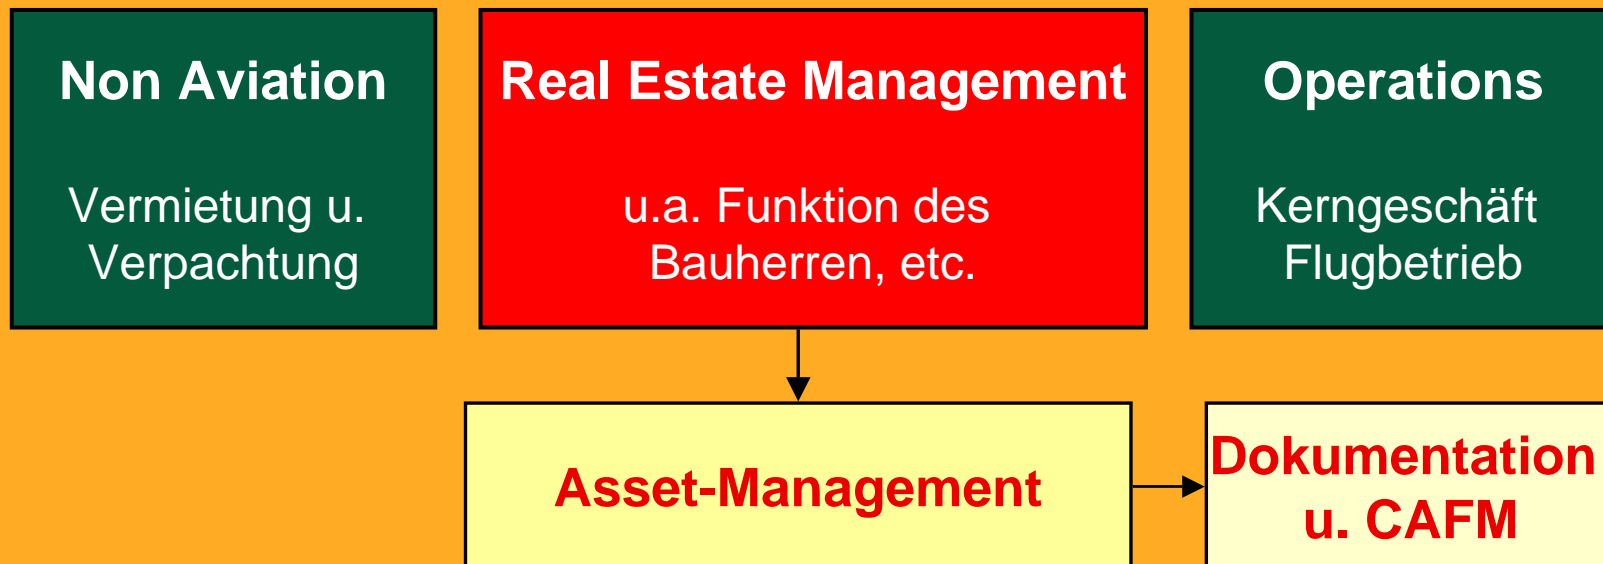 Non Aviation
Vermietung u.
Verpachtung
Real Estate Management
u.a. Funktion des
Bauherren, etc.
Operations
Kerngeschäft
Flugbetrieb
Asset-Management
Dokumentation
u. CAFM